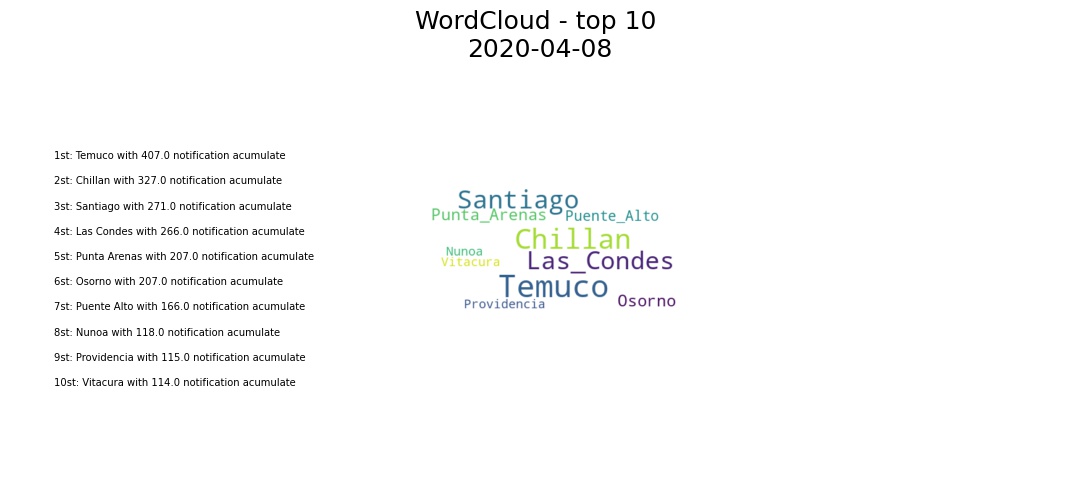 WordCloud - top 10
2020-04-08
1st: Temuco with 407.0 notification acumulate
2st: Chillan with 327.0 notification acumulate
3st: Santiago with 271.0 notification acumulate
4st: Las Condes with 266.0 notification acumulate
5st: Punta Arenas with 207.0 notification acumulate
6st: Osorno with 207.0 notification acumulate
7st: Puente Alto with 166.0 notification acumulate
8st: Nunoa with 118.0 notification acumulate
9st: Providencia with 115.0 notification acumulate
10st: Vitacura with 114.0 notification acumulate
Santiago
Punta_Arenas Puente_Alto
Chillan
Nunoa
Vitacura Las_Condes
Temuco
Providencia Osorno